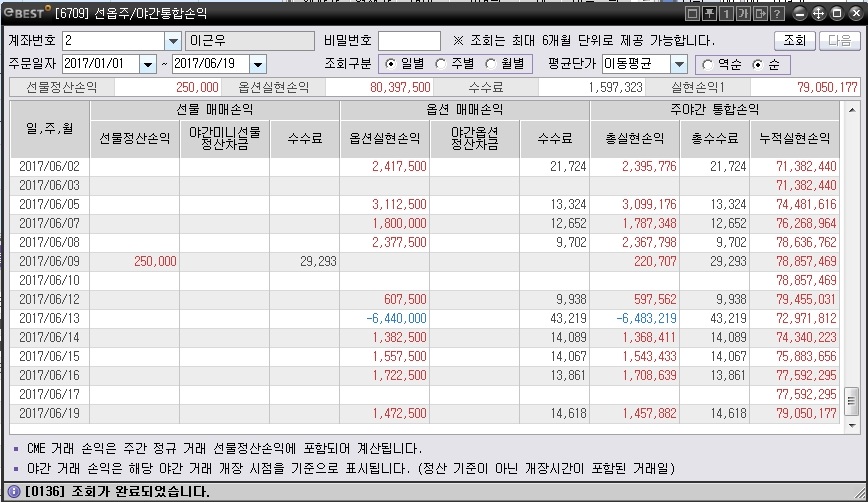 eBEST [6709] 선옵주/야간통합손익 1 가 ?
계좌번호 2 이근우 비밀번호 ※ 조회는 최대 6개월 단위로 제공 가능합니다. 조회 다음
주문일자 2017/01/01 ~ 2017/06/19 조회구분 일별 주별 월별 평균단가 이동평균 역순 순
선물정산손익 250,000 옵션실현손익 80,397,500 수수료 1,597,323 실현손익1 79,050,177
일,주,월 선물 매매손익 옵션 매매손익 주야간 통합손익
선물정산손익 야간미니선물 정산차금 수수료 옵션실현손익 야간옵션 정산차금 수수료 총실현손익 총수수료 누적실현손익
2017/06/02 2,417,500 21,724 2,395,776 21,724 71,382,440
2017/06/03 71,382,440
2017/06/05 3,112,500 13,324 3,099,176 13,324 74,481,616
2017/06/07 1,800,000 12,652 1,787,348 12,652 76,268,964
2017/06/08 2,377,500 9,702 2,367,798 9,702 78,636,762
2017/06/09 250,000 29,293 220,707 29,293 78,857,469
2017/06/10 78,857,469
2017/06/12 607,500 9,938 597,562 9,938 79,455,031
2017/06/13 -6,440,000 43,219 -6,483,219 43,219 72,971,812
2017/06/14 1,382,500 14,089 1,368,411 14,089 74,340,223
2017/06/15 1,557,500 14,067 1,543,433 14,067 75,883,656
2017/06/16 1,722,500 13,861 1,708,639 13,861 77,592,295
2017/06/17 77,592,295
2017/06/19 1,472,500 14,618 1,457,882 14,618 79,050,177
▪ CME 거래 손익은 주간 정규 거래 선물정산손익에 포함되어 계산됩니다.
▪ 야간 거래 손익은 해당 야간 거래 개장 시점을 기준으로 표시됩니다. (정산 기준이 아닌 개장시간이 포함된 거래일)
[0136] 조회가 완료되었습니다.